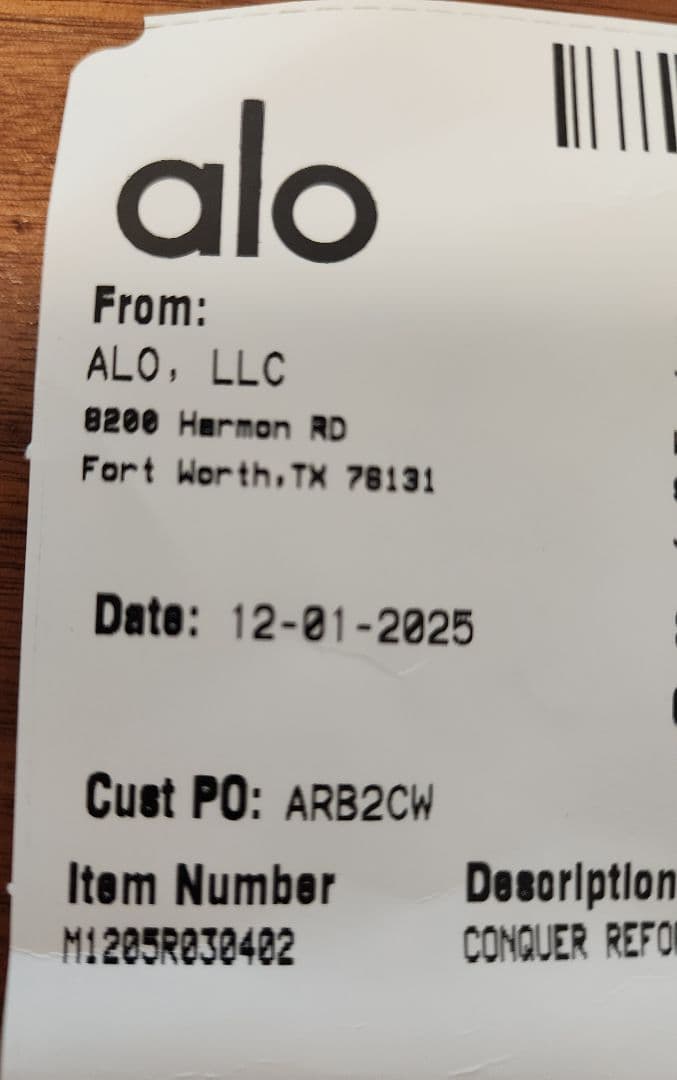 alo
From:
ALO, LLC
8200 Harmon RD
Fort Worth,TX 76131
Date: 12-01-2025
Cust PO: ARB2CW
Item Number Description
M1205R030402 CONQUER REFO